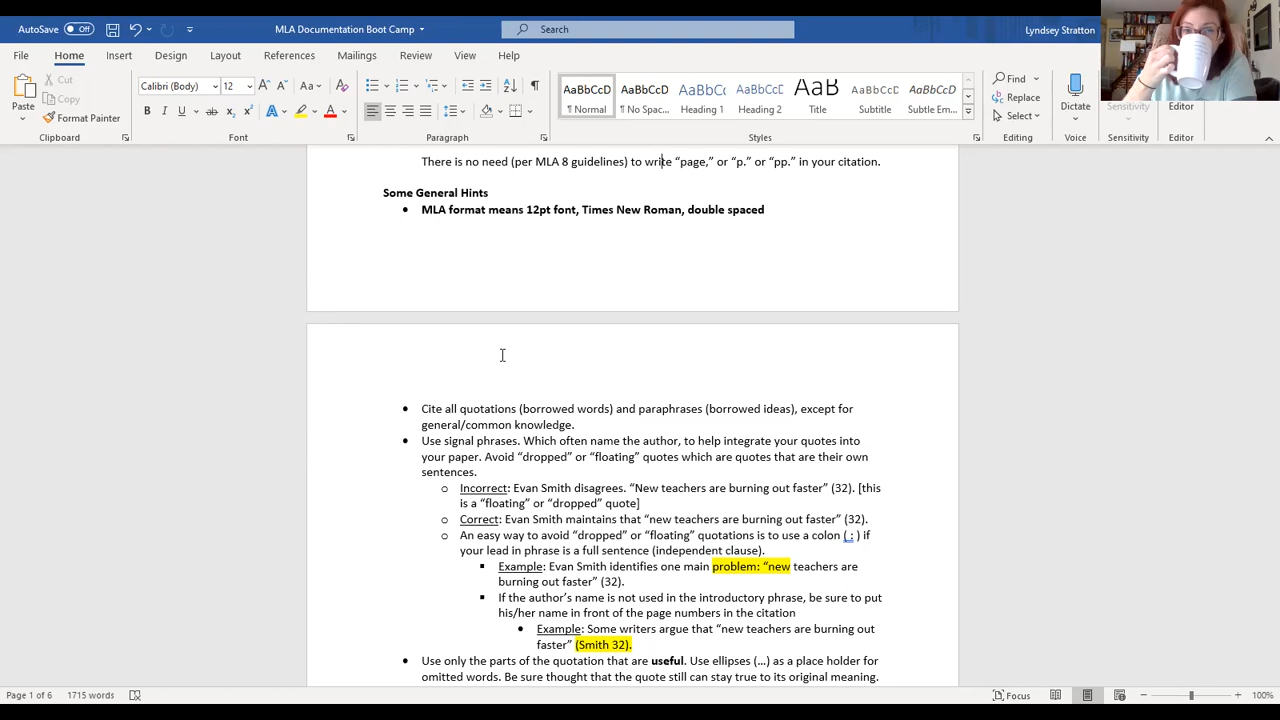 AutoSave Off MLA Documentation Boot Camp Search Lyndsey Stratton
File Home Insert Design Layout References Mailings Review View Help
Paste Cut Copy Format Painter Clipboard
Calibri (Body) 12 Aa
B I U ab x₂ x² A A Font
Paragraph
AaBbCcD AaBbCcD AaBbCc AaBbCcD AaB AaBbCcD AaBbCcD
¶ Normal ¶ No Spac... Heading 1 Heading 2 Title Subtitle Subtle Em...
Styles
Find Replace Select Editing
Dictate Voice
Sensitivity Sensitivity
Editor Editor
There is no need (per MLA 8 guidelines) to write “page,” or “p.” or “pp.” in your citation.
Some General Hints
• MLA format means 12pt font, Times New Roman, double spaced
• Cite all quotations (borrowed words) and paraphrases (borrowed ideas), except for
general/common knowledge.
• Use signal phrases. Which often name the author, to help integrate your quotes into
your paper. Avoid “dropped” or “floating” quotes which are quotes that are their own
sentences.
o Incorrect: Evan Smith disagrees. “New teachers are burning out faster” (32). [this
is a “floating” or “dropped” quote]
o Correct: Evan Smith maintains that “new teachers are burning out faster” (32).
o An easy way to avoid “dropped” or “floating” quotations is to use a colon ( : ) if
your lead in phrase is a full sentence (independent clause).
▪ Example: Evan Smith identifies one main problem: “new teachers are
burning out faster” (32).
▪ If the author’s name is not used in the introductory phrase, be sure to put
his/her name in front of the page numbers in the citation
• Example: Some writers argue that “new teachers are burning out
faster” (Smith 32).
• Use only the parts of the quotation that are useful. Use ellipses (…) as a place holder for
omitted words. Be sure thought that the quote still can stay true to its original meaning.
Page 1 of 6 1715 words Focus 100%